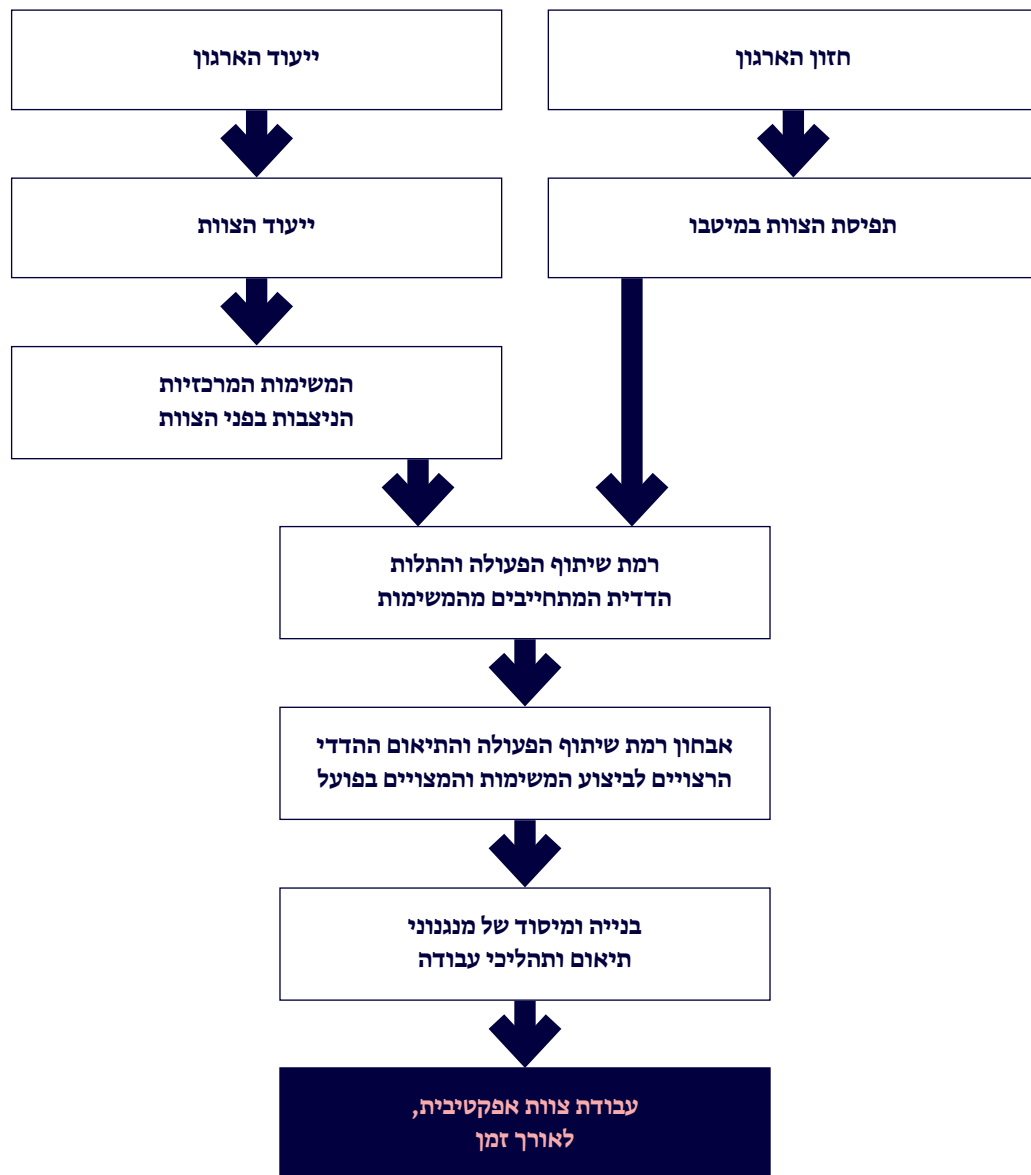 חזון הארגון
ייעוד הארגון
תפיסת הצוות במיטבו
ייעוד הצוות
המשימות המרכזיות
הניצבות בפני הצוות
רמת שיתוף הפעולה והתלות
הדדית המתחייבים מהמשימות
אבחון רמת שיתוף הפעולה והתיאום ההדדי
הרצויים לביצוע המשימות והמצויים בפועל
בנייה ומיסוד של מנגנוני
תיאום ותהליכי עבודה
עבודת צוות אפקטיבית,
לאורך זמן